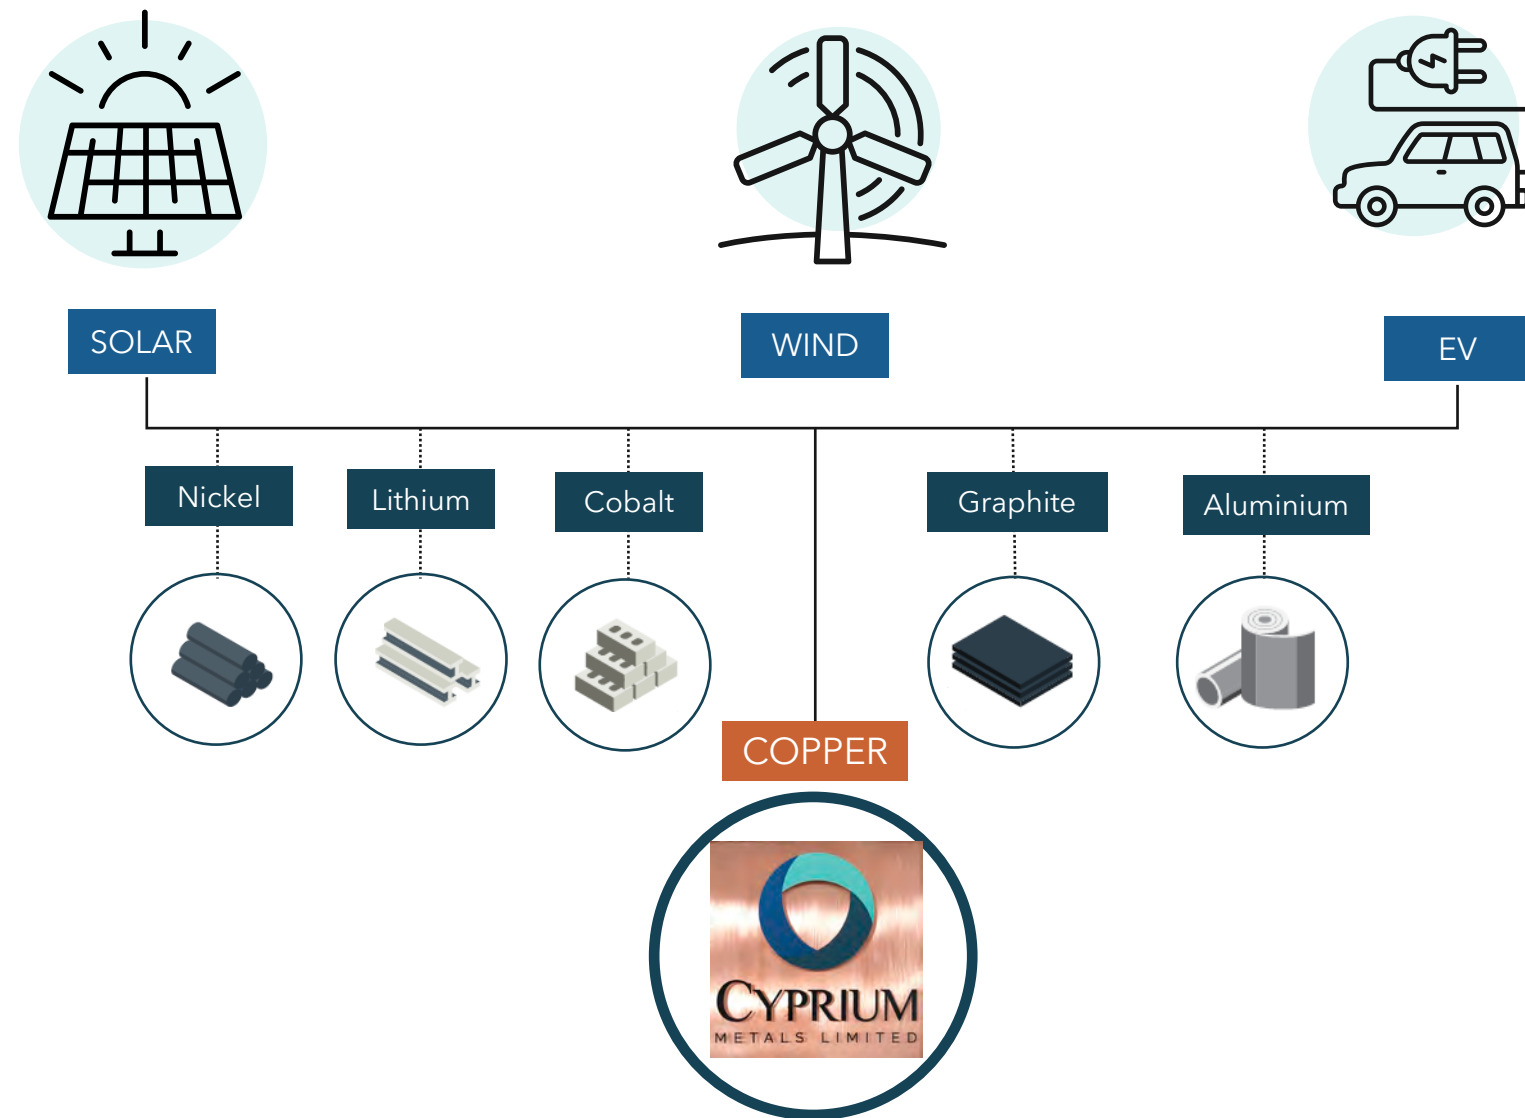 SOLAR
WIND
EV
Nickel
Lithium
Cobalt
Graphite
Aluminium
COPPER
CYPRIUM
METALS LIMITED